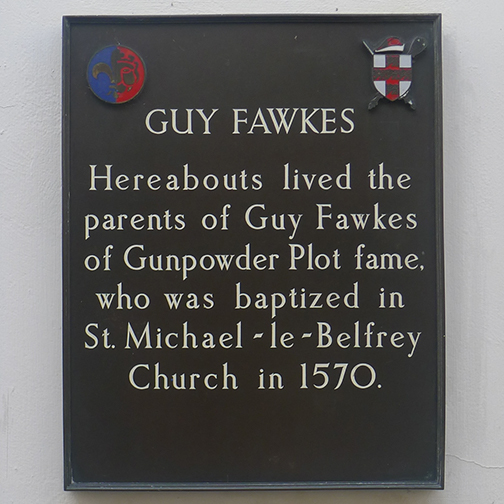 GUY FAWKES
Hereabouts lived the
parents of Guy Fawkes
of Gunpowder Plot fame,
who was baptized in
St. Michael-le-Belfrey
Church in 1570.